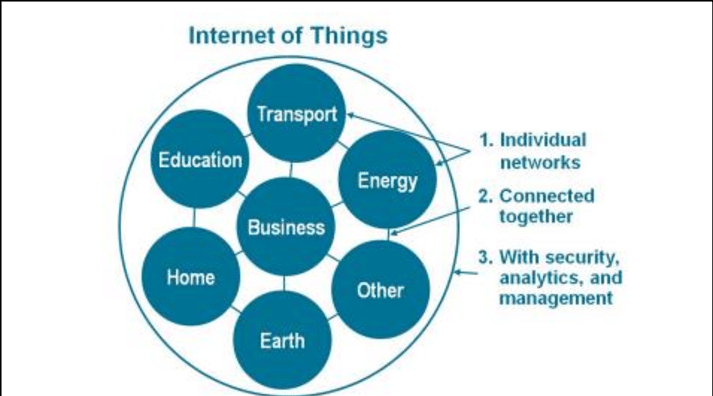 Internet of Things
Transport
Education
Energy
Business
Home
Other
Earth
1. Individual
networks
2. Connected
together
3. With security,
analytics, and
management